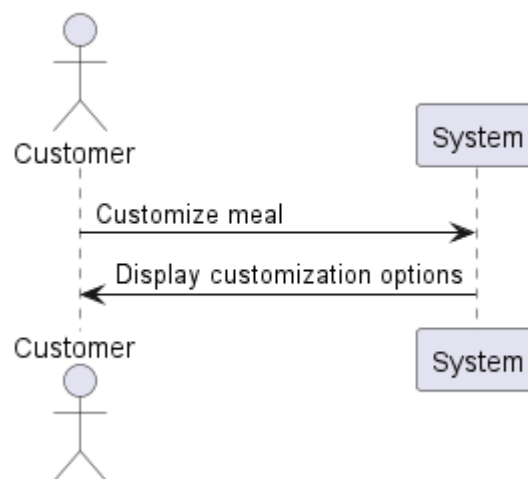 Customer
System
Customize meal
Display customization options
Customer
System